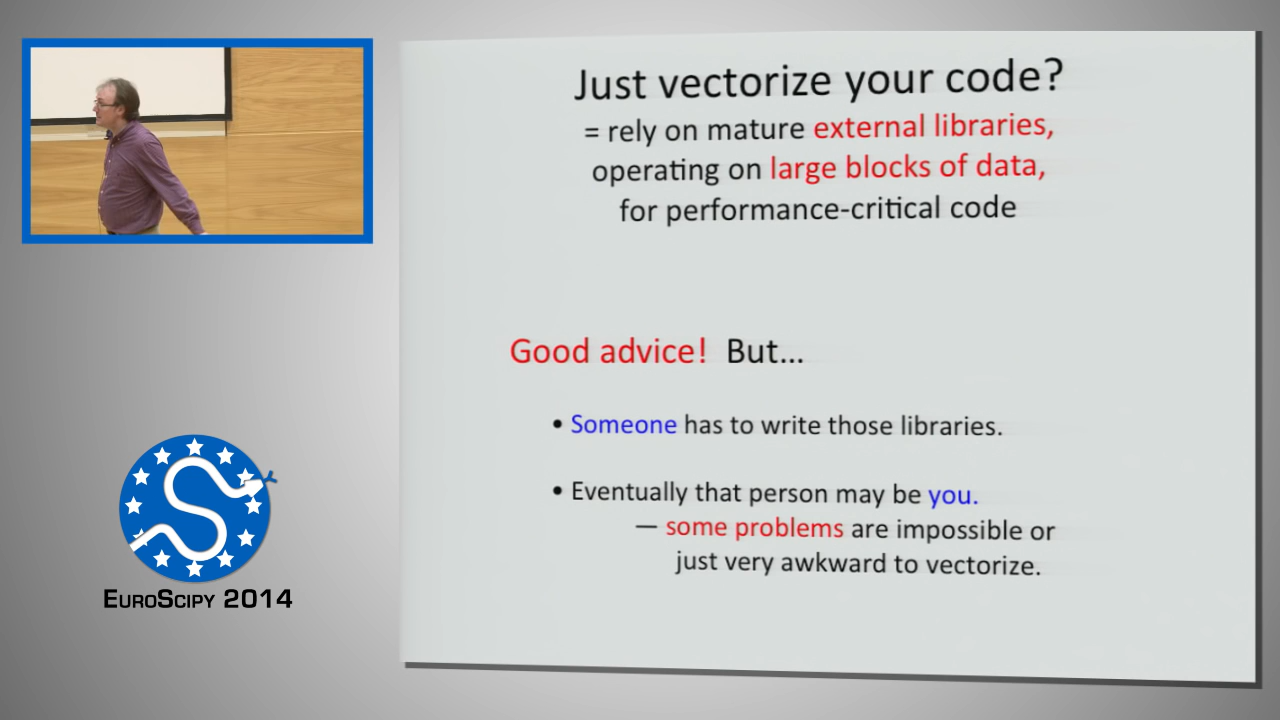 Just vectorize your code?
= rely on mature external libraries,
operating on large blocks of data,
for performance-critical code
Good advice! But...
• Someone has to write those libraries.
• Eventually that person may be you.
— some problems are impossible or
just very awkward to vectorize.
EuroScipy 2014